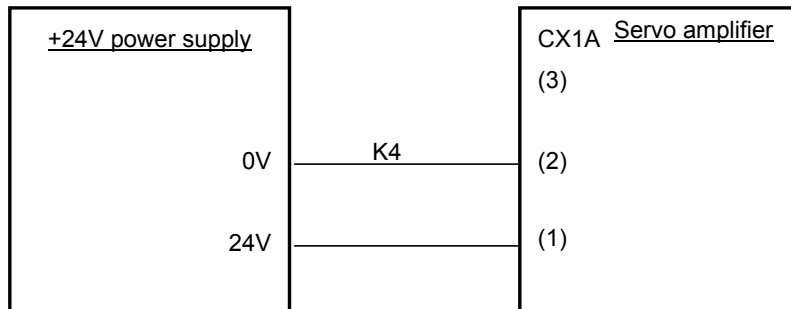 +24V power supply
CX1A Servo amplifier
(3)
0V K4 (2)
24V (1)